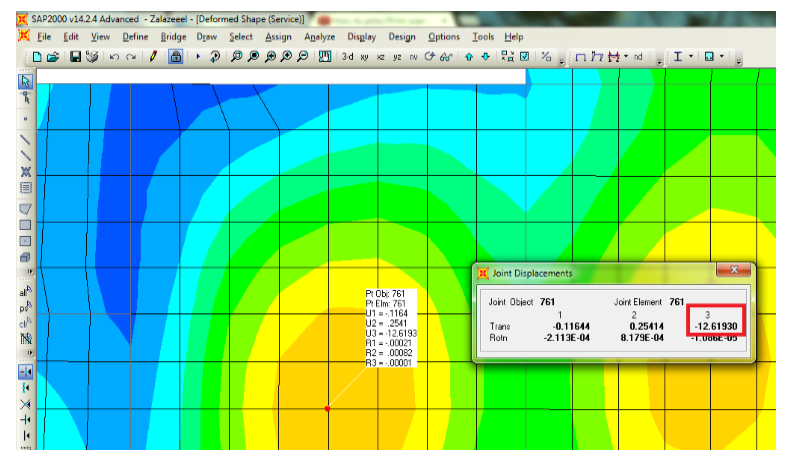 SAP2000 v14.2.4 Advanced - Zalazeeel - [Deformed Shape (Service)]
File Edit View Define Bridge Draw Select Assign Analyze Display Design Options Tools Help
3-d xy xz yz nv nd
all
ps
clr
Pt Obj: 761
Pt Elm: 761
U1 = -.1164
U2 = .2541
U3 = -12.6193
R1 = -.00021
R2 = .00082
R3 = -.00001
Joint Displacements
Joint Object 761 Joint Element 761
1 2 3
Trans -0.11644 0.25414 -12.61930
Rotn -2.113E-04 8.179E-04 -1.086E-05